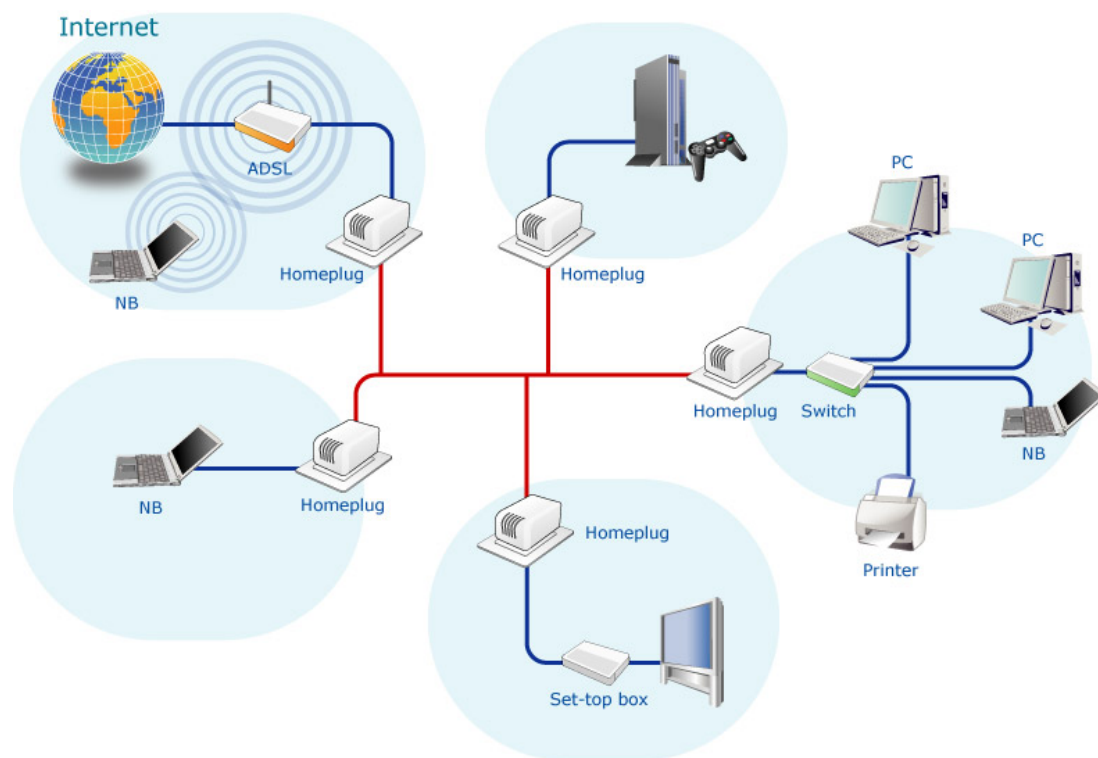 Internet
ADSL
NB
Homeplug
Homeplug
PC
PC
Homeplug
Switch
NB
Printer
NB
Homeplug
Homeplug
Set-top box